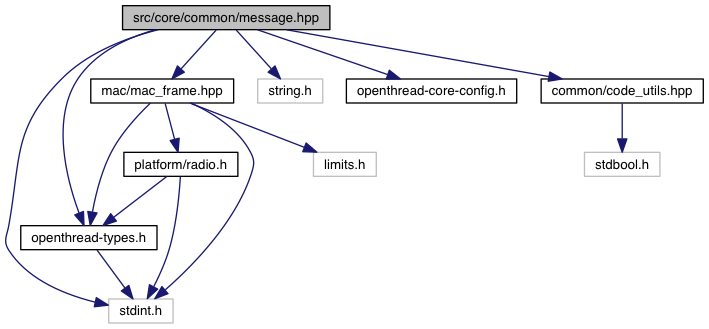 src/core/common/message.hpp
mac/mac_frame.hpp
string.h
openthread-core-config.h
common/code_utils.hpp
platform/radio.h
limits.h
stdbool.h
openthread-types.h
stdint.h